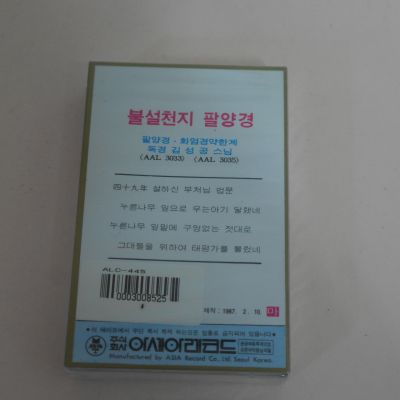 불설천지 팔양경
팔양경 · 화엄경약찬게
독경 김 성 공 스님
(AAL 3033) (AAL 3035)
四十九年 설하신 부처님 법문
누른나무 잎으로 우는아기 달랬네
누른나무 잎밑에 구멍없는 젓대로
그대들을 위하여 태평가를 불렀네
ALC-445
0003008525
제작 : 1987. 2. 10.
마
주식회사 아세아레코드
Manufactured by ASIA Record Co., Ltd. Seoul Korea.